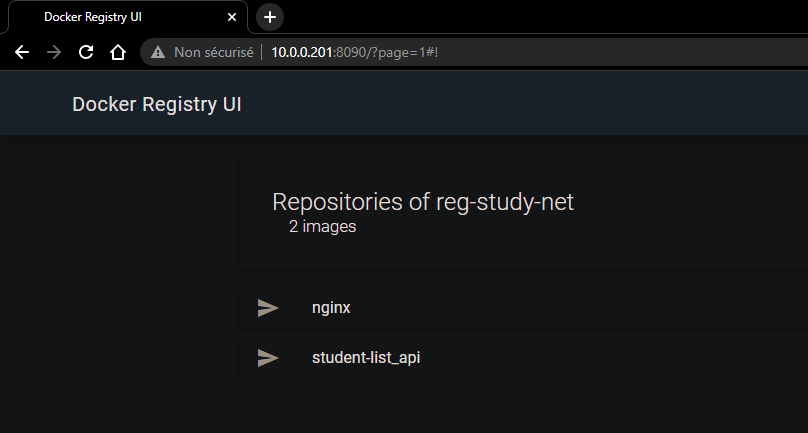 Docker Registry UI
Non sécurisé | 10.0.0.201:8090/?page=1#!
Docker Registry UI
Repositories of reg-study-net
2 images
nginx
student-list_api